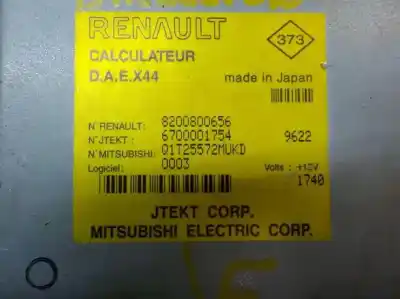 RENAULT
373
CALCULATEUR
D.A.E.X44
made in Japan
N°RENAULT: 8200800656
N°JTEKT: 6700001754 9622
N°MITSUBISHI: Q1T25572MUKD
Logiciel: 0003 Volts: +12V
1740
JTEKT CORP.
MITSUBISHI ELECTRIC CORP.